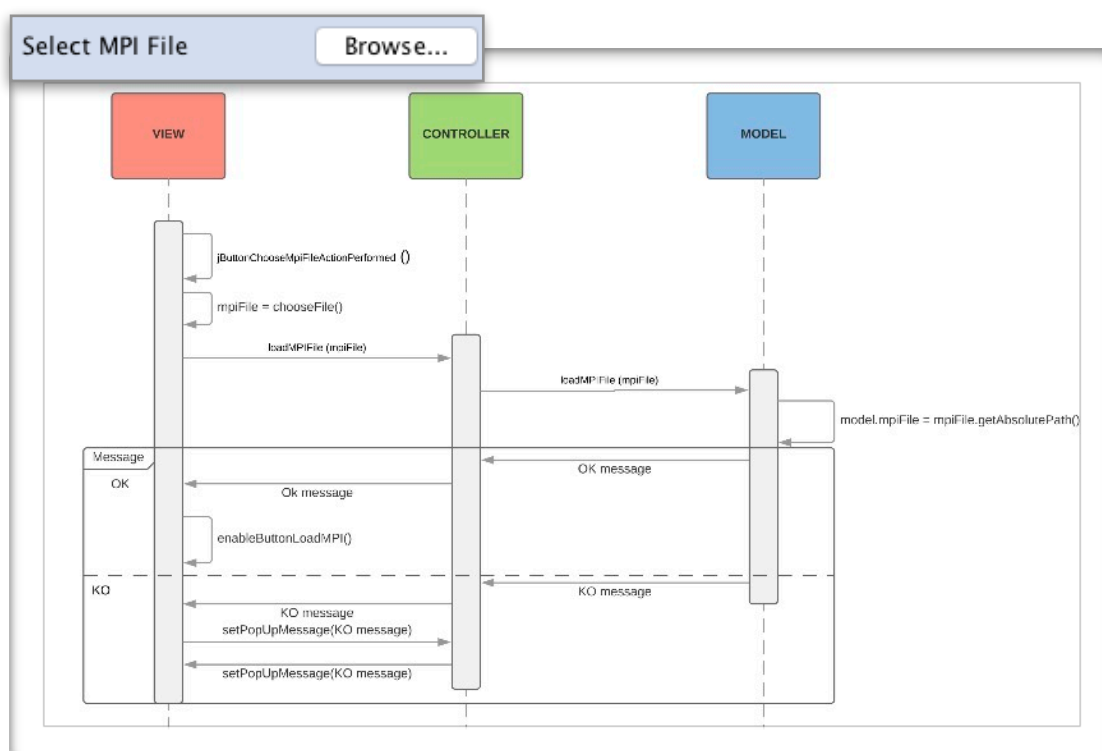 Select MPI File
Browse...
VIEW
CONTROLLER
MODEL
jButtonChooseMpiFileActionPerformed ()
mpiFile = chooseFile()
loadMPIFile (mpiFile)
loadMPIFile (mpiFile)
model.mpiFile = mpiFile.getAbsolutePath()
Message
OK message
OK
Ok message
enableButtonLoadMPI()
KO
KO message
KO message
setPopUpMessage(KO message)
setPopUpMessage(KO message)